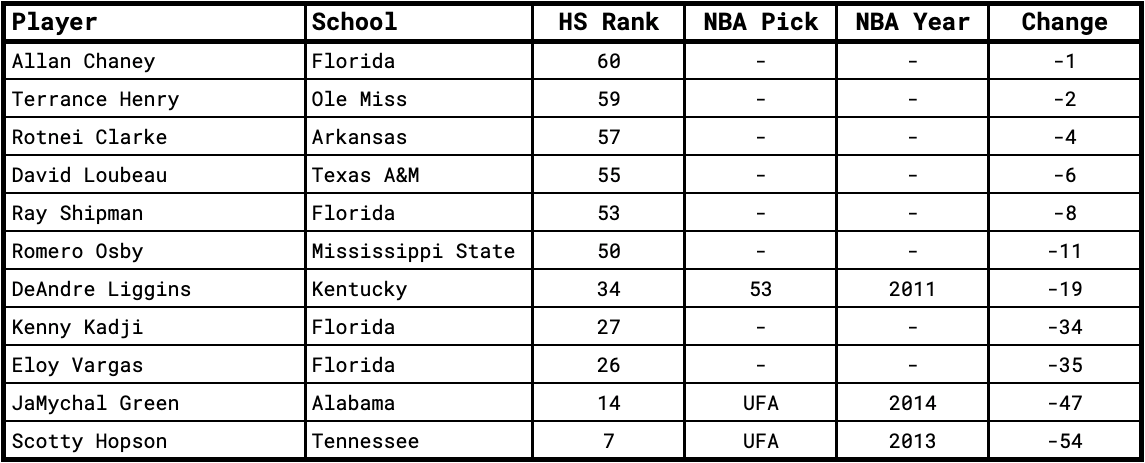 Player School HS Rank NBA Pick NBA Year Change
Allan Chaney Florida 60 - - -1
Terrance Henry Ole Miss 59 - - -2
Rotnei Clarke Arkansas 57 - - -4
David Loubeau Texas A&M 55 - - -6
Ray Shipman Florida 53 - - -8
Romero Osby Mississippi State 50 - - -11
DeAndre Liggins Kentucky 34 53 2011 -19
Kenny Kadji Florida 27 - - -34
Eloy Vargas Florida 26 - - -35
JaMychal Green Alabama 14 UFA 2014 -47
Scotty Hopson Tennessee 7 UFA 2013 -54